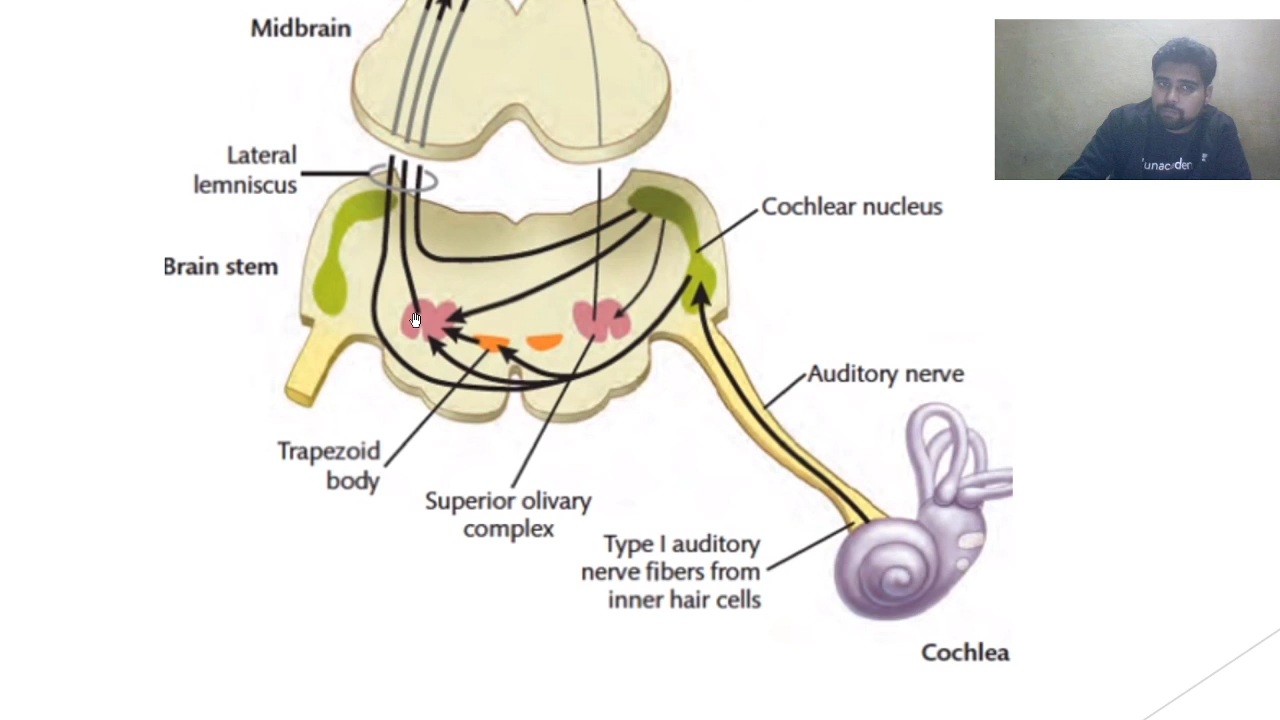 Midbrain
Lateral
lemniscus
Cochlear nucleus
Brain stem
Auditory nerve
Trapezoid
body
Superior olivary
complex
Type I auditory
nerve fibers from
inner hair cells
Cochlea
unacadem